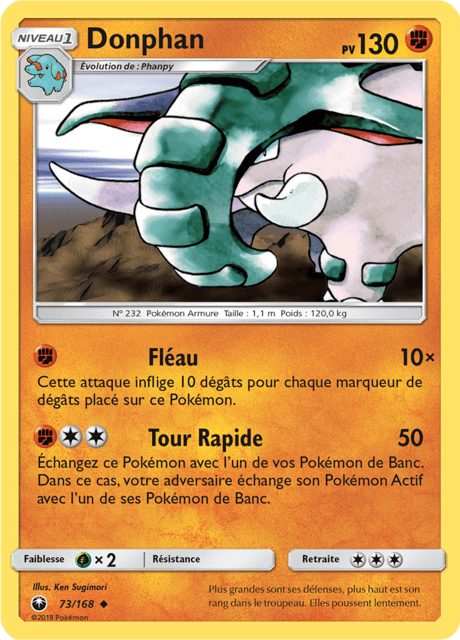 NIVEAU 1
Donphan
PV 130
Évolution de : Phanpy
N° 232 Pokémon Armure Taille : 1,1 m Poids : 120,0 kg
Fléau 10×
Cette attaque inflige 10 dégâts pour chaque marqueur de
dégâts placé sur ce Pokémon.
Tour Rapide 50
Échangez ce Pokémon avec l'un de vos Pokémon de Banc.
Dans ce cas, votre adversaire échange son Pokémon Actif
avec l'un de ses Pokémon de Banc.
Faiblesse ×2 Résistance Retraite
Illus. Ken Sugimori
73/168
©2018 Pokémon
Plus grandes sont ses défenses, plus haut est son
rang dans le troupeau. Elles poussent lentement.